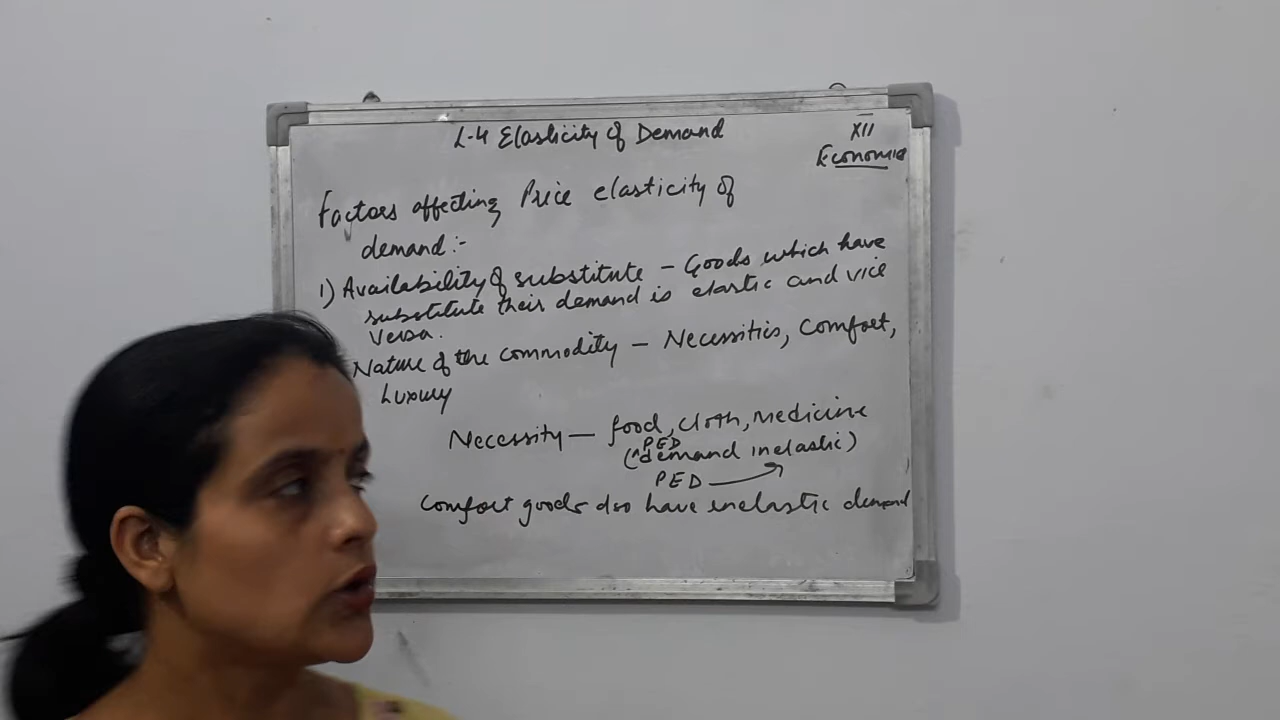 L-4 Elasticity of Demand
XII
Economic
Factors affecting Price elasticity of
demand :-
1) Availability of substitute - Goods which have
substitute their demand is elastic and vice
versa.
Nature of the commodity - Necessities, Comfort,
Luxury
Necessity - food, cloth, Medicine
PED
(^demand inelastic)
PED
Comfort goods also have inelastic demand